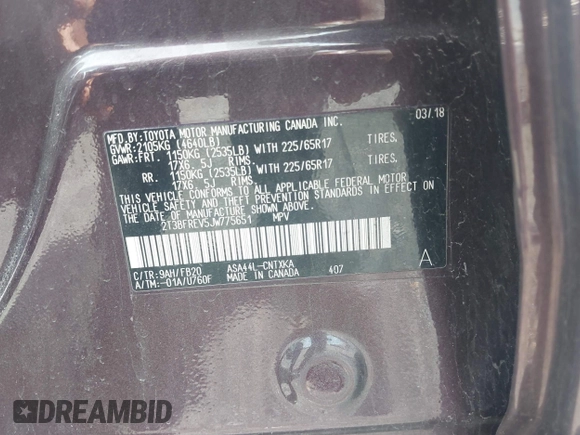 MFD.BY:TOYOTA MOTOR MANUFACTURING CANADA INC. 03/18
GVWR:2105KG (4640LB)
GAWR:FRT. 1150KG (2535LB) WITH 225/65R17 TIRES,
17X6.5J RIMS
RR. 1150KG (2535LB) WITH 225/65R17 TIRES,
17X6.5J RIMS
THIS VEHICLE CONFORMS TO ALL APPLICABLE FEDERAL MOTOR
VEHICLE SAFETY AND THEFT PREVENTION STANDARDS IN EFFECT ON
THE DATE OF MANUFACTURE SHOWN ABOVE.
2T3BFREV5JW775651 MPV
C/TR:9AH/FB20 ASA44L-CNTXKA A
A/TM:-01A/U760F MADE IN CANADA 407
DREAMBID